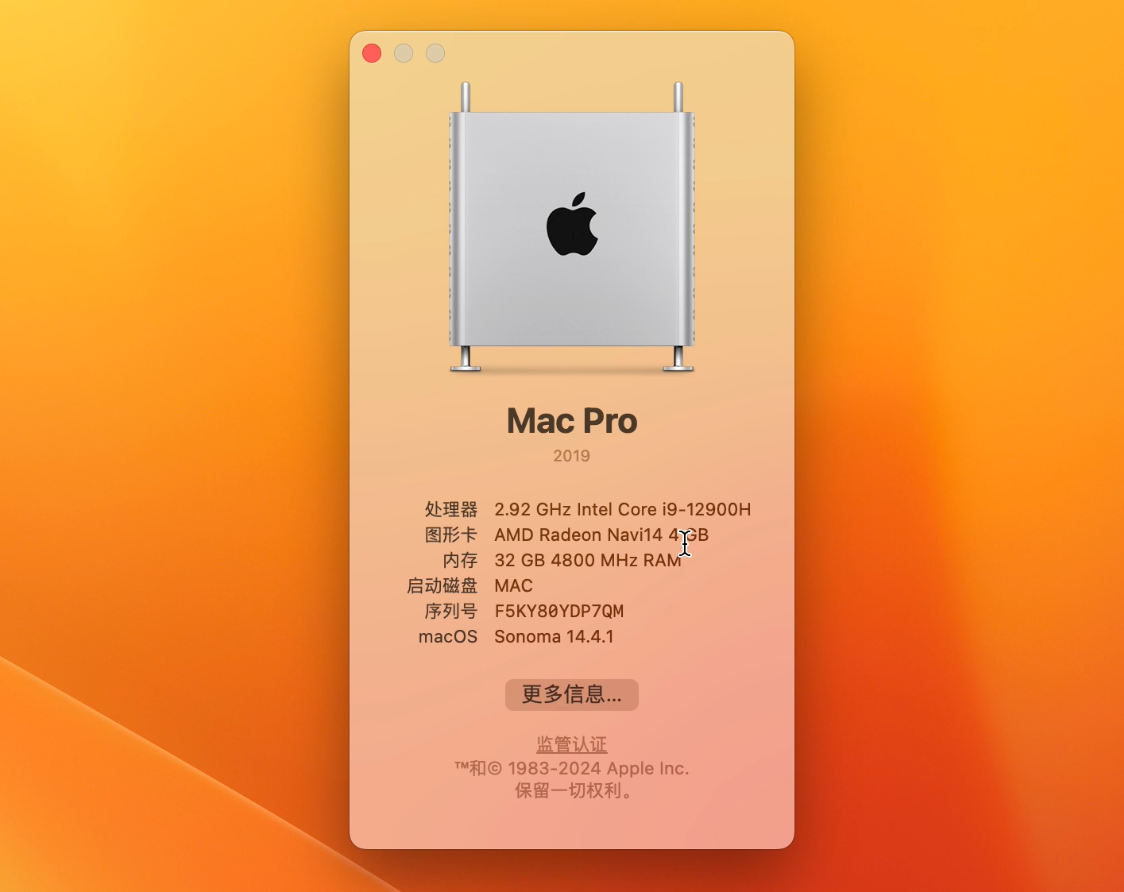 Mac Pro
2019
处理器 2.92 GHz Intel Core i9-12900H
图形卡 AMD Radeon Navi14 4 GB
内存 32 GB 4800 MHz RAM
启动磁盘 MAC
序列号 F5KY80YDP7QM
macOS Sonoma 14.4.1
更多信息...
监管认证
™和© 1983-2024 Apple Inc.
保留一切权利。